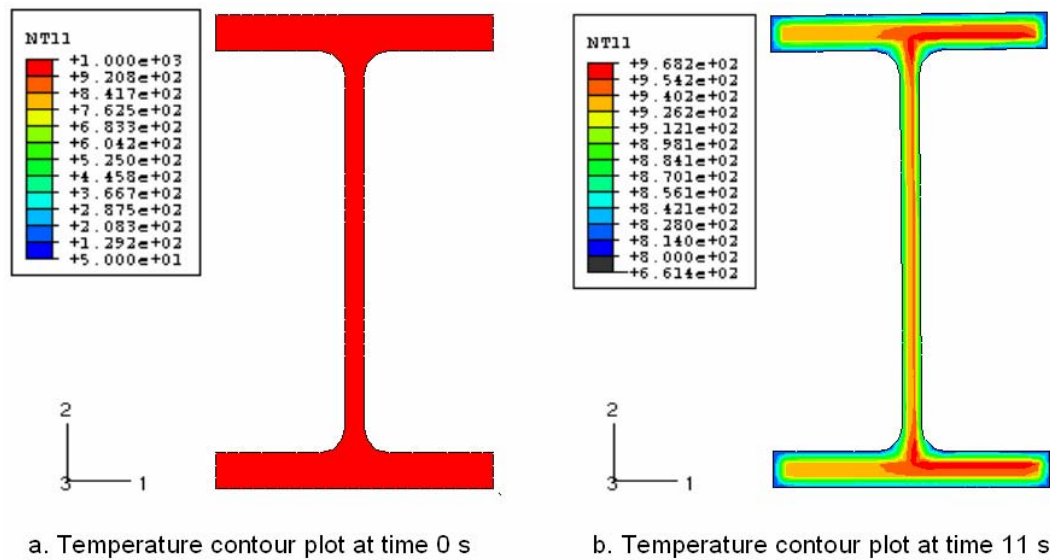 NT11
+1.000e+03
+9.208e+02
+8.417e+02
+7.625e+02
+6.833e+02
+6.042e+02
+5.250e+02
+4.458e+02
+3.667e+02
+2.875e+02
+2.083e+02
+1.292e+02
+5.000e+01
2
3 1
a. Temperature contour plot at time 0 s
NT11
+9.682e+02
+9.542e+02
+9.402e+02
+9.262e+02
+9.121e+02
+8.981e+02
+8.841e+02
+8.701e+02
+8.561e+02
+8.421e+02
+8.280e+02
+8.140e+02
+8.000e+02
+6.614e+02
2
3 1
b. Temperature contour plot at time 11 s